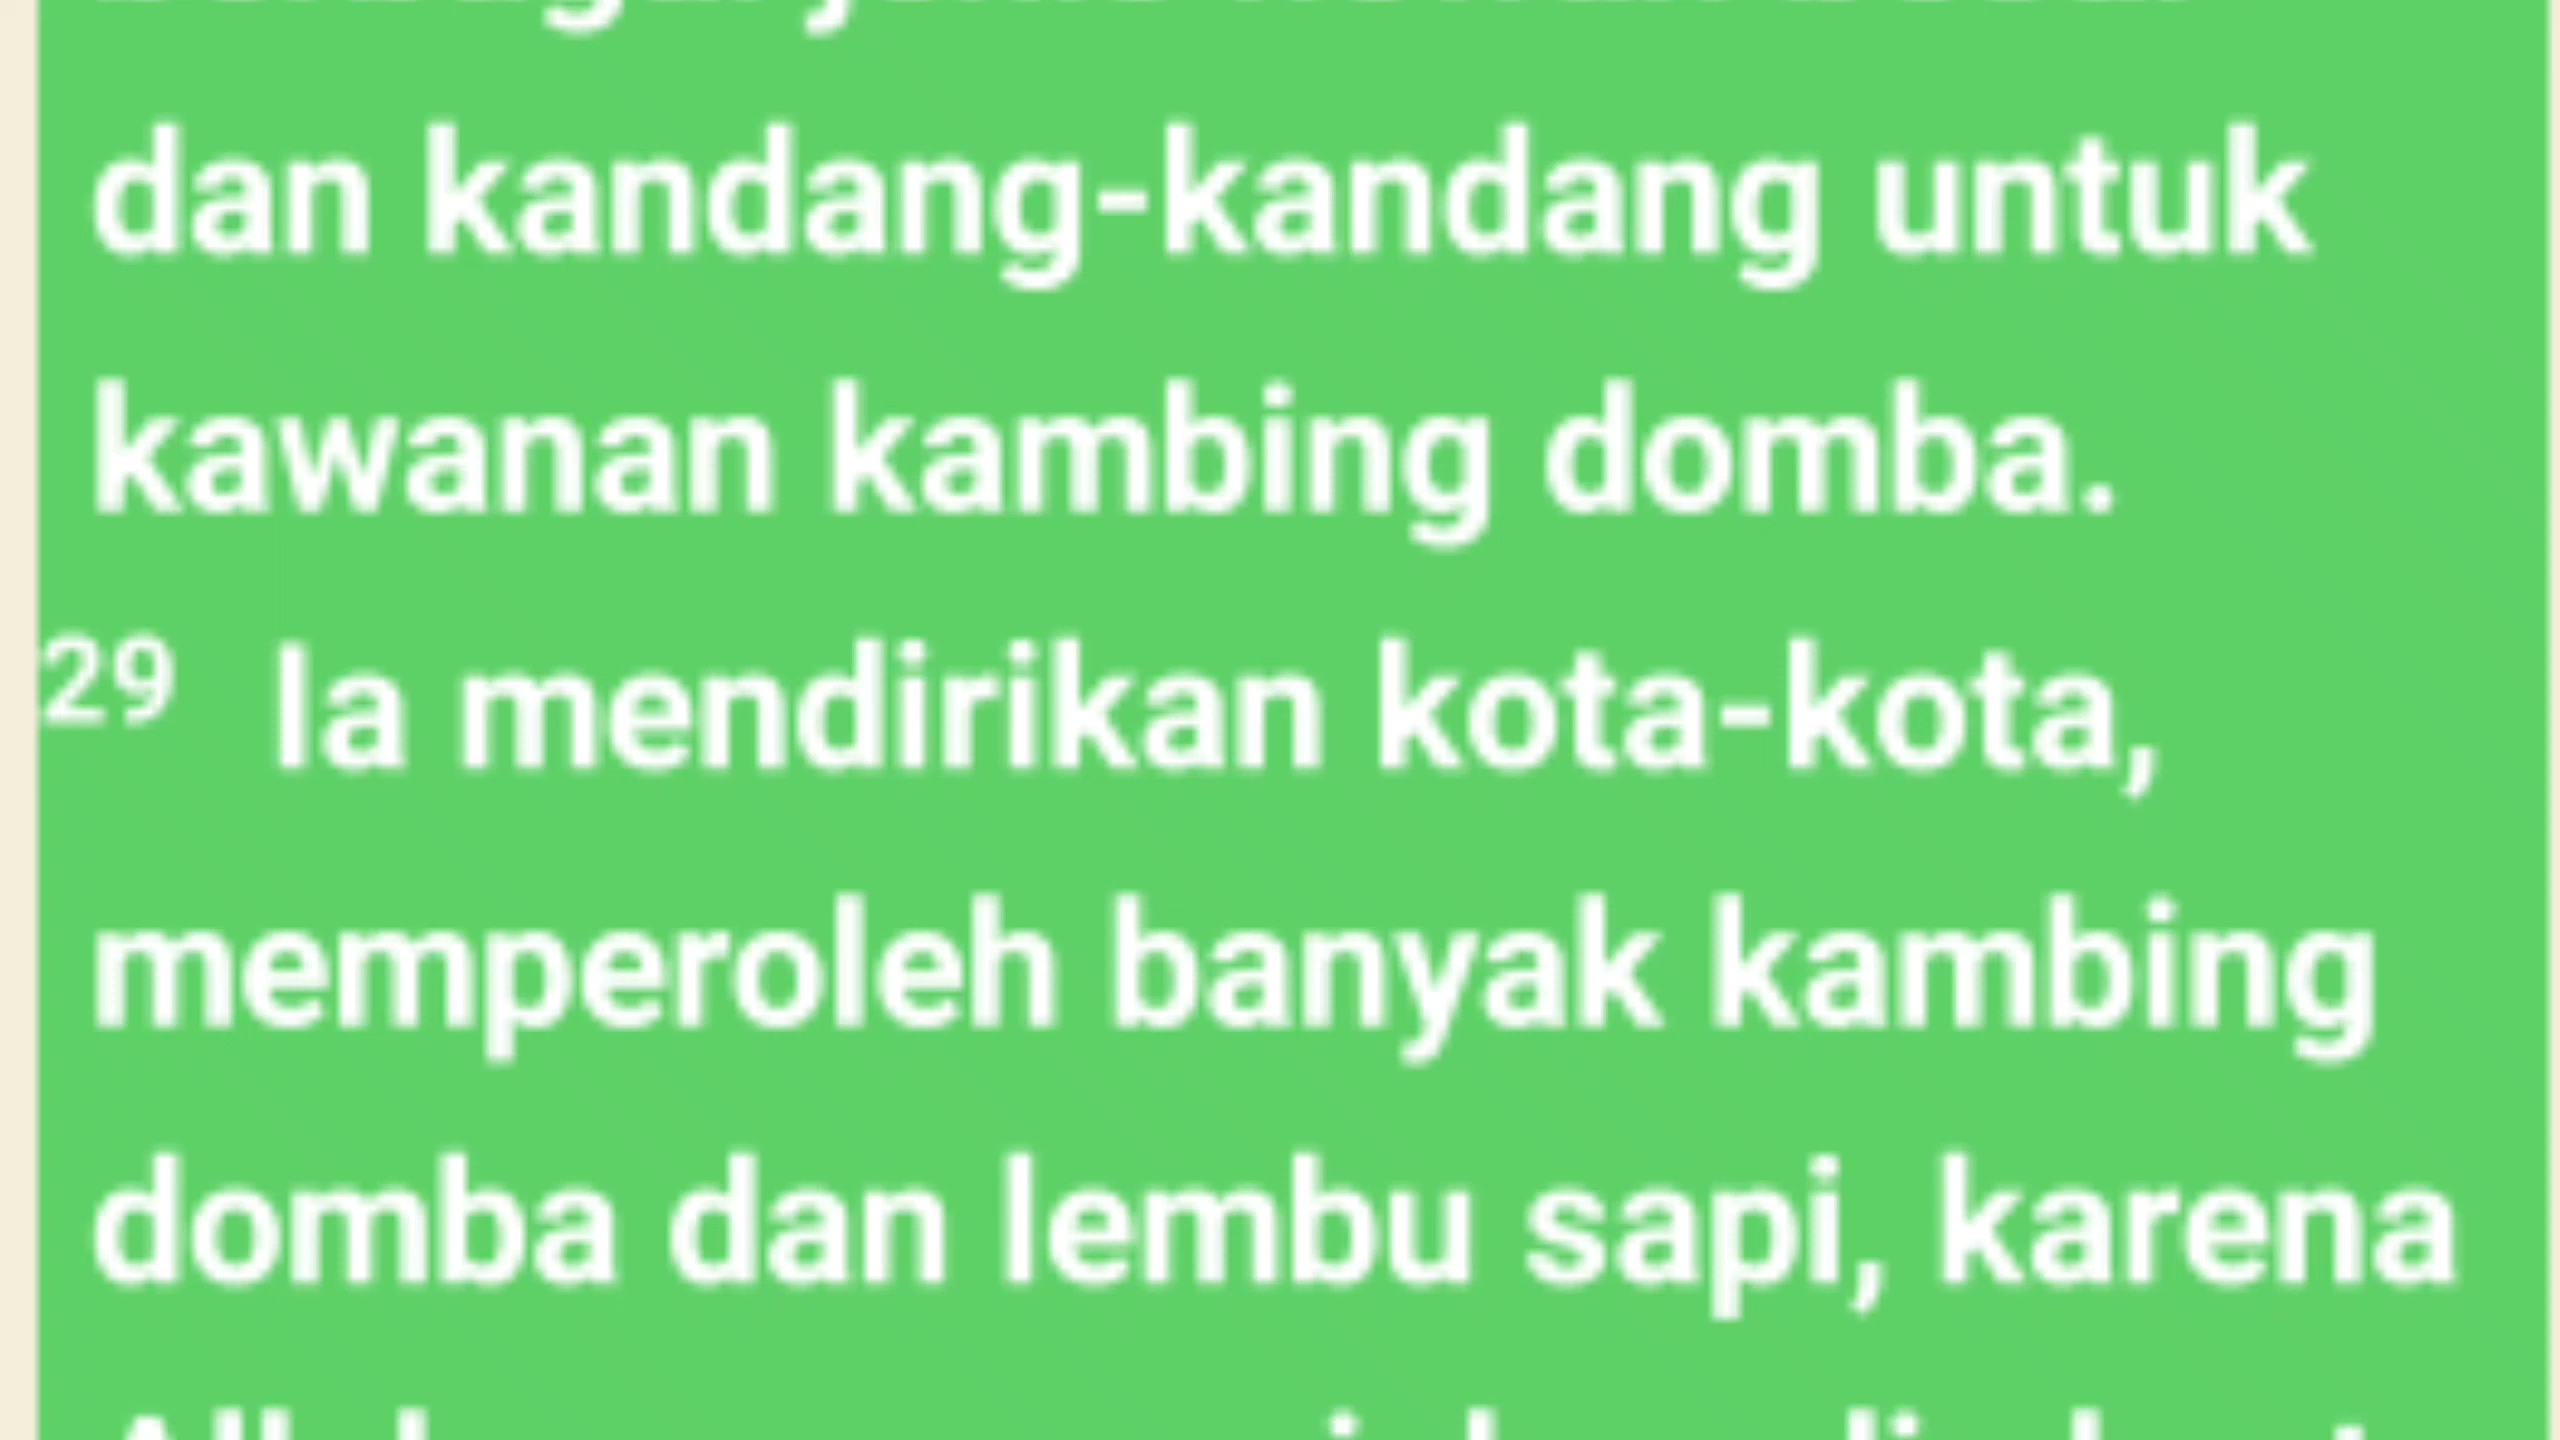 dan kandang-kandang untuk
kawanan kambing domba.
29 Ia mendirikan kota-kota,
memperoleh banyak kambing
domba dan lembu sapi, karena